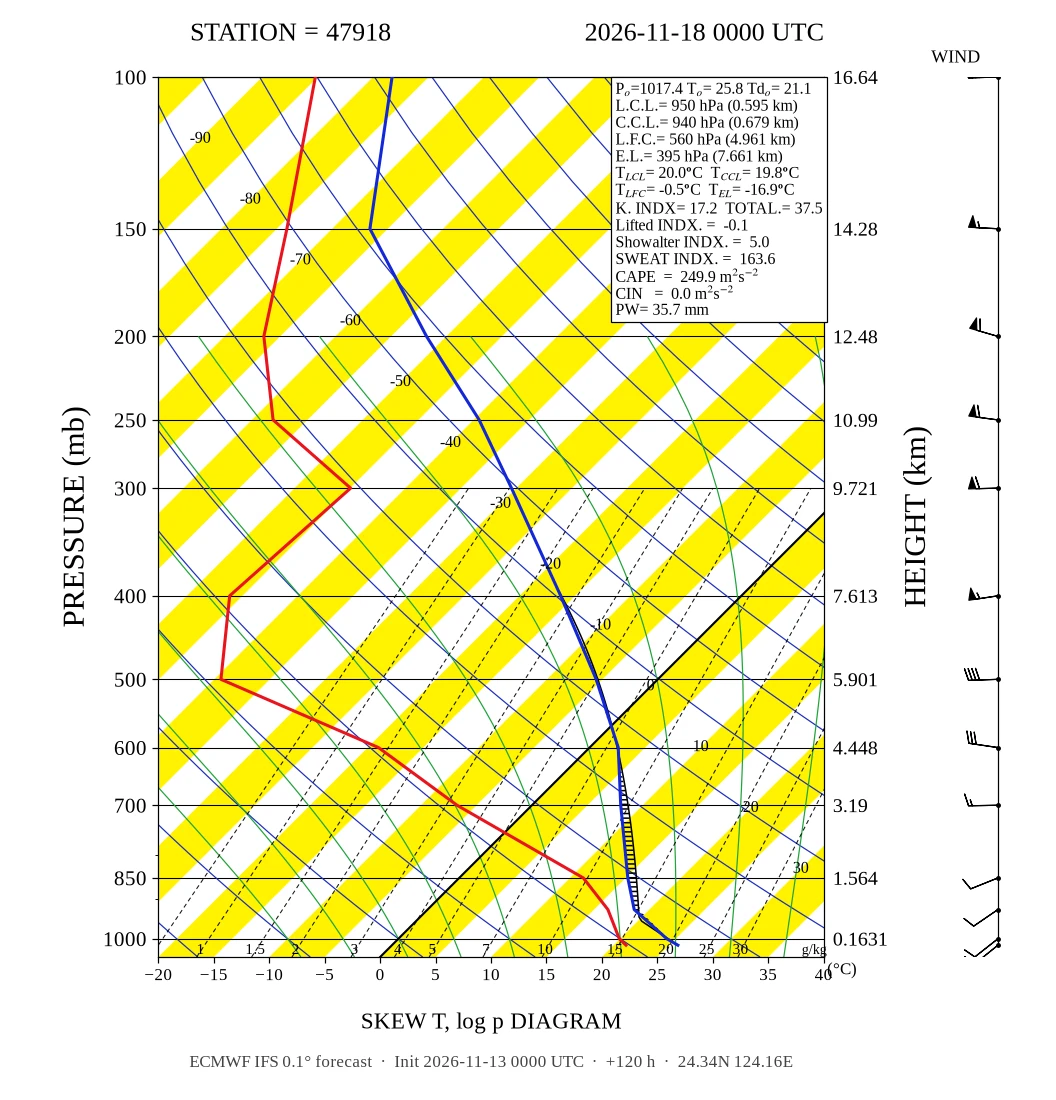 STATION = 47918
2026-11-18 0000 UTC
WIND
Pₒ=1017.4 Tₒ= 25.8 Tdₒ= 21.1
L.C.L.= 950 hPa (0.595 km)
C.C.L.= 940 hPa (0.679 km)
L.F.C.= 560 hPa (4.961 km)
E.L.= 395 hPa (7.661 km)
T_LCL= 20.0°C T_CCL= 19.8°C
T_LFC= -0.5°C T_EL= -16.9°C
K. INDX= 17.2 TOTAL.= 37.5
Lifted INDX. = -0.1
Showalter INDX. = 5.0
SWEAT INDX. = 163.6
CAPE = 249.9 m²s⁻²
CIN = 0.0 m²s⁻²
PW= 35.7 mm
100 16.64
-90
-80
150 14.28
-70
-60
200 12.48
-50
250 10.99
-40
300 9.721
-30
-20
400 7.613
-10
500 5.901
0
10
600 4.448
700 3.19
20
30
850 1.564
1000 0.1631
1 1.5 2 3 4 5 7 10 15 20 25 30 g/kg
−20 −15 −10 −5 0 5 10 15 20 25 30 35 40 (°C)
PRESSURE (mb)
HEIGHT (km)
SKEW T, log p DIAGRAM
ECMWF IFS 0.1° forecast · Init 2026-11-13 0000 UTC · +120 h · 24.34N 124.16E